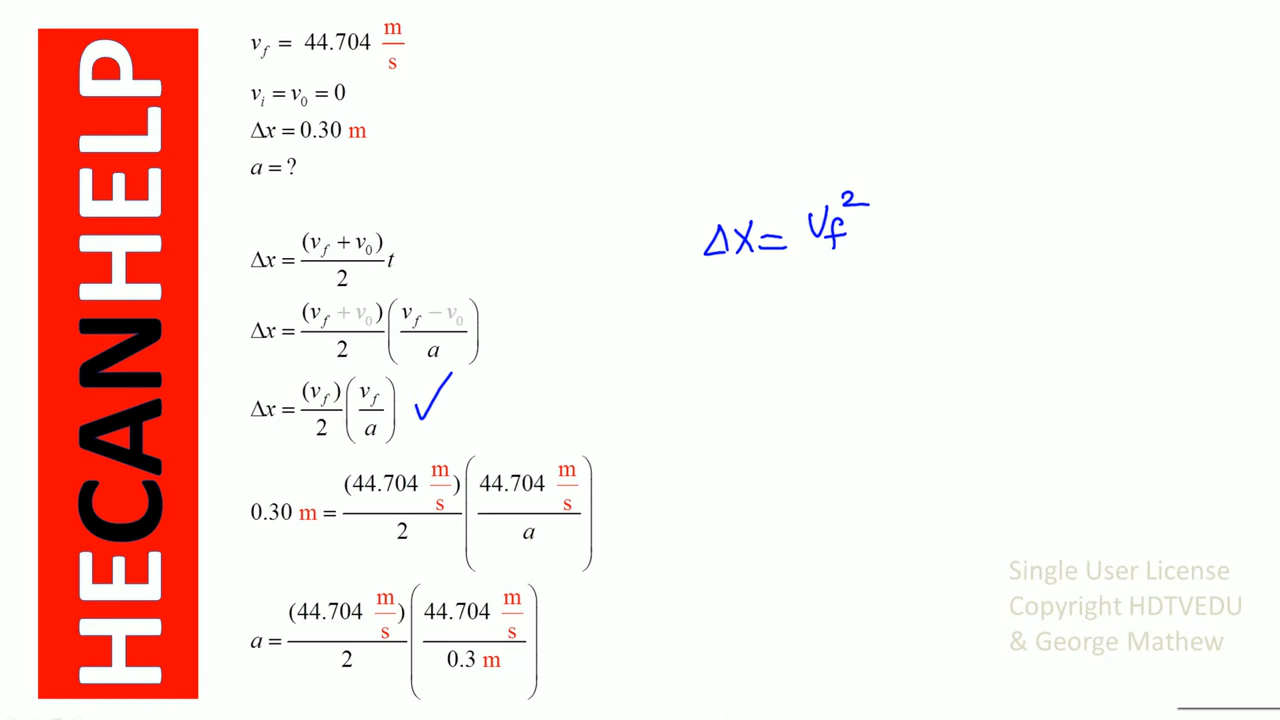 HECANHELP
v_f = 44.704 m/s
v_i = v_0 = 0
Δx = 0.30 m
a = ?
Δx = (v_f + v_0)/2 t
Δx = (v_f + v_0)/2 ((v_f − v_0)/a)
Δx = (v_f)/2 (v_f/a) ✓
0.30 m = (44.704 m/s)/2 (44.704 m/s / a)
a = (44.704 m/s)/2 (44.704 m/s / 0.3 m)
ΔX = V_f^2
Single User License
Copyright HDTVEDU
& George Mathew